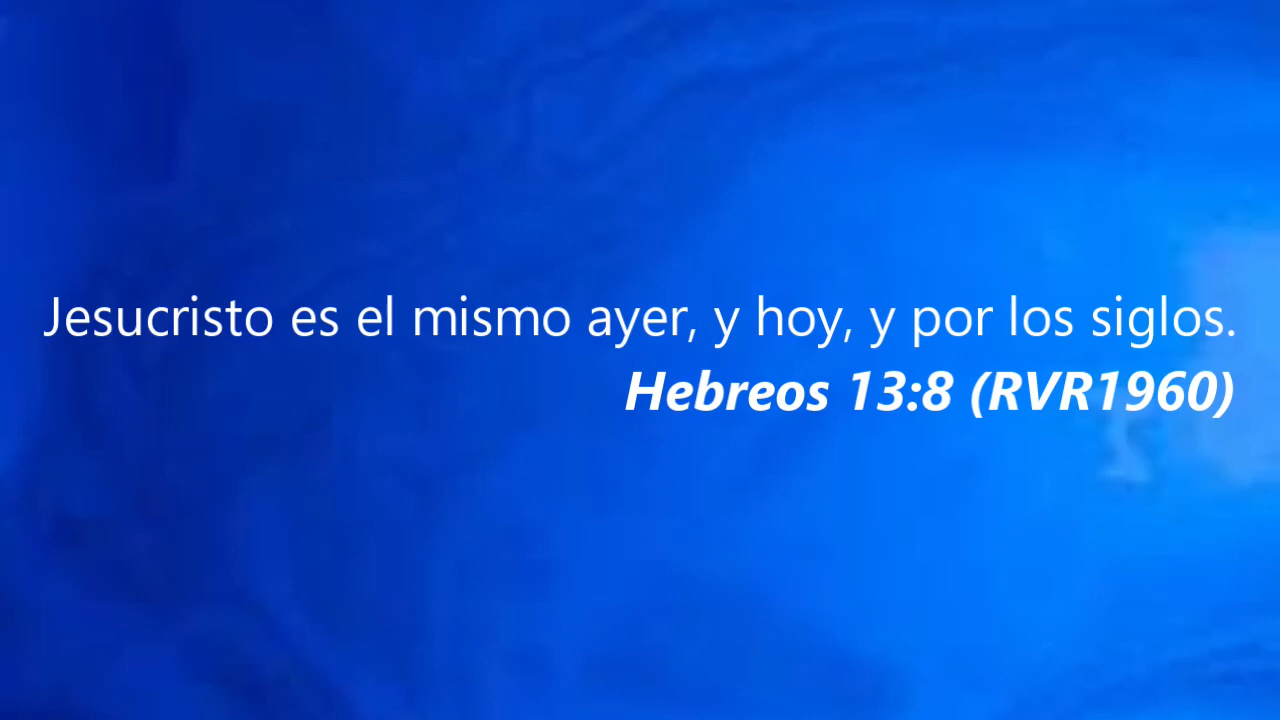 Jesucristo es el mismo ayer, y hoy, y por los siglos.
Hebreos 13:8 (RVR1960)